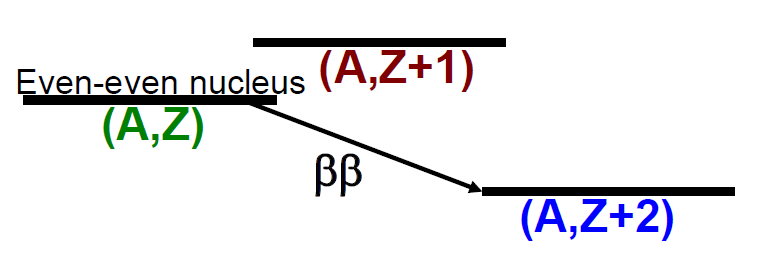 (A,Z+1)
Even-even nucleus
(A,Z)
ββ
(A,Z+2)